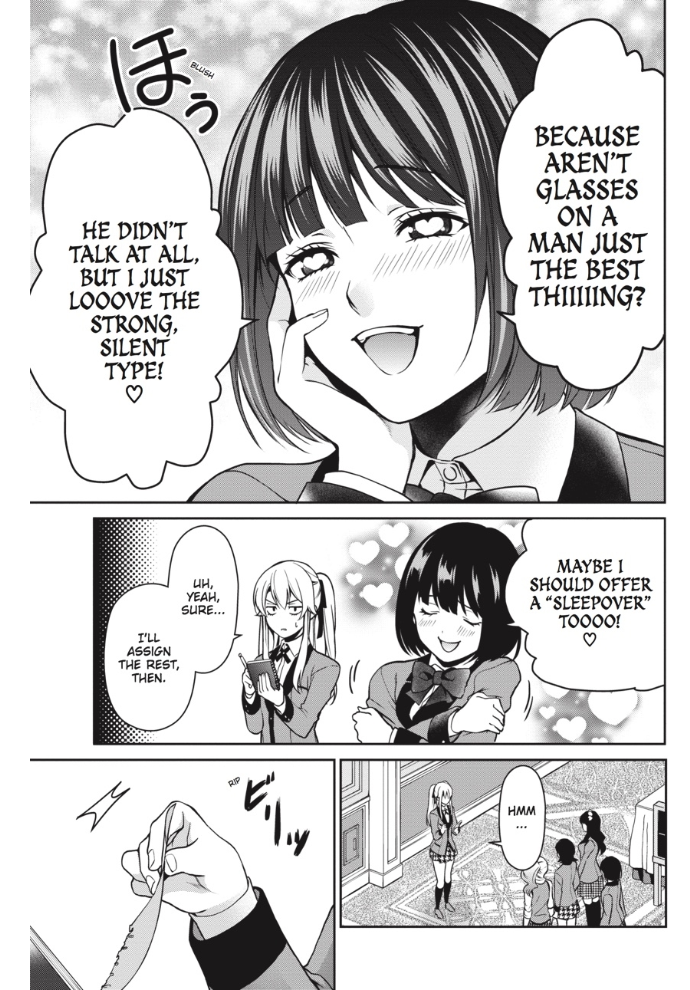 BECAUSE
AREN'T
GLASSES
ON A
MAN JUST
THE BEST
THIIIIING?
ほぅ
BLUSH
HE DIDN'T
TALK AT ALL,
BUT I JUST
LOOOVE THE
STRONG,
SILENT
TYPE!
♡
MAYBE I
SHOULD OFFER
A "SLEEPOVER"
TOOOO!
♡
UH,
YEAH,
SURE...
I'LL
ASSIGN
THE REST,
THEN.
HMM
...
ビリッ
RIP